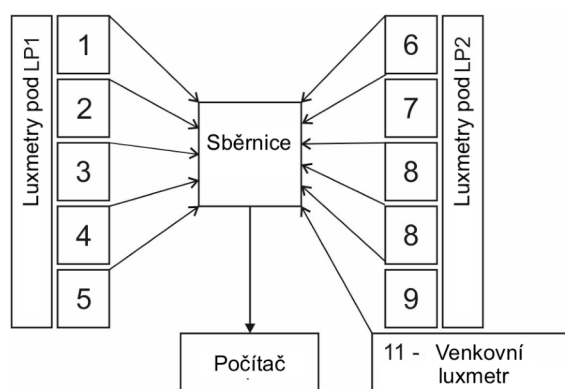 Luxmetry pod LP1
1
2
3
4
5
Sběrnice
Počítač
6
7
8
8
9
Luxmetry pod LP2
11 - Venkovní
luxmetr